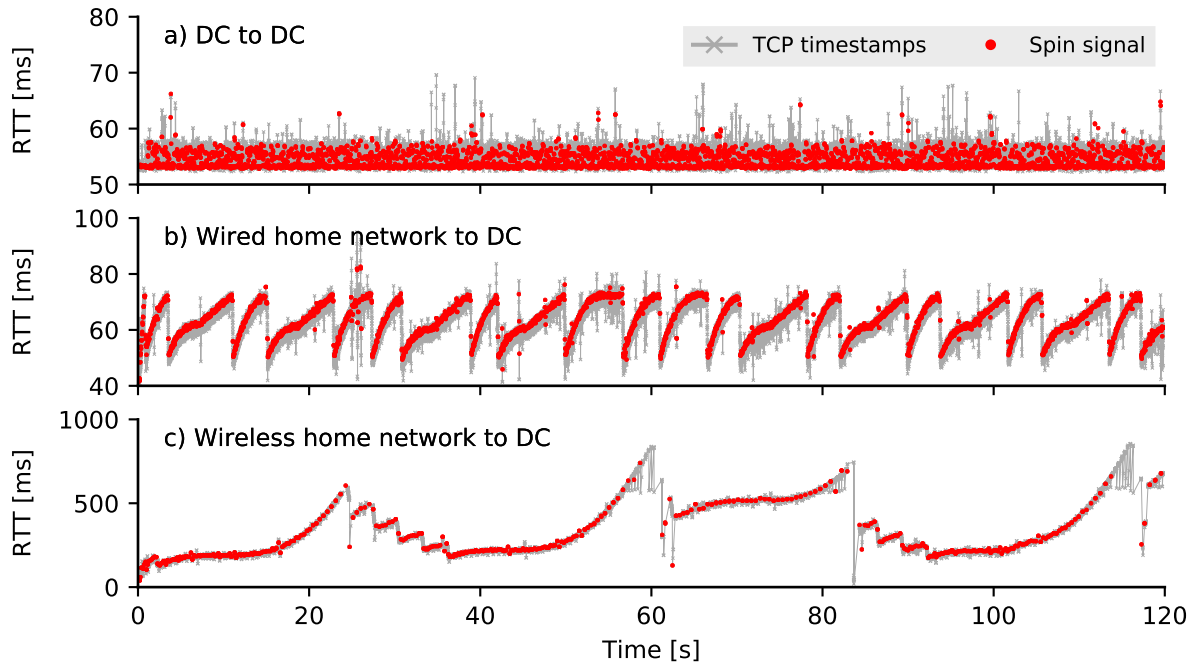 80
a) DC to DC
TCP timestamps
Spin signal
70
RTT [ms]
60
50
100
b) Wired home network to DC
80
RTT [ms]
60
40
1000
c) Wireless home network to DC
RTT [ms]
500
0
0 20 40 60 80 100 120
Time [s]